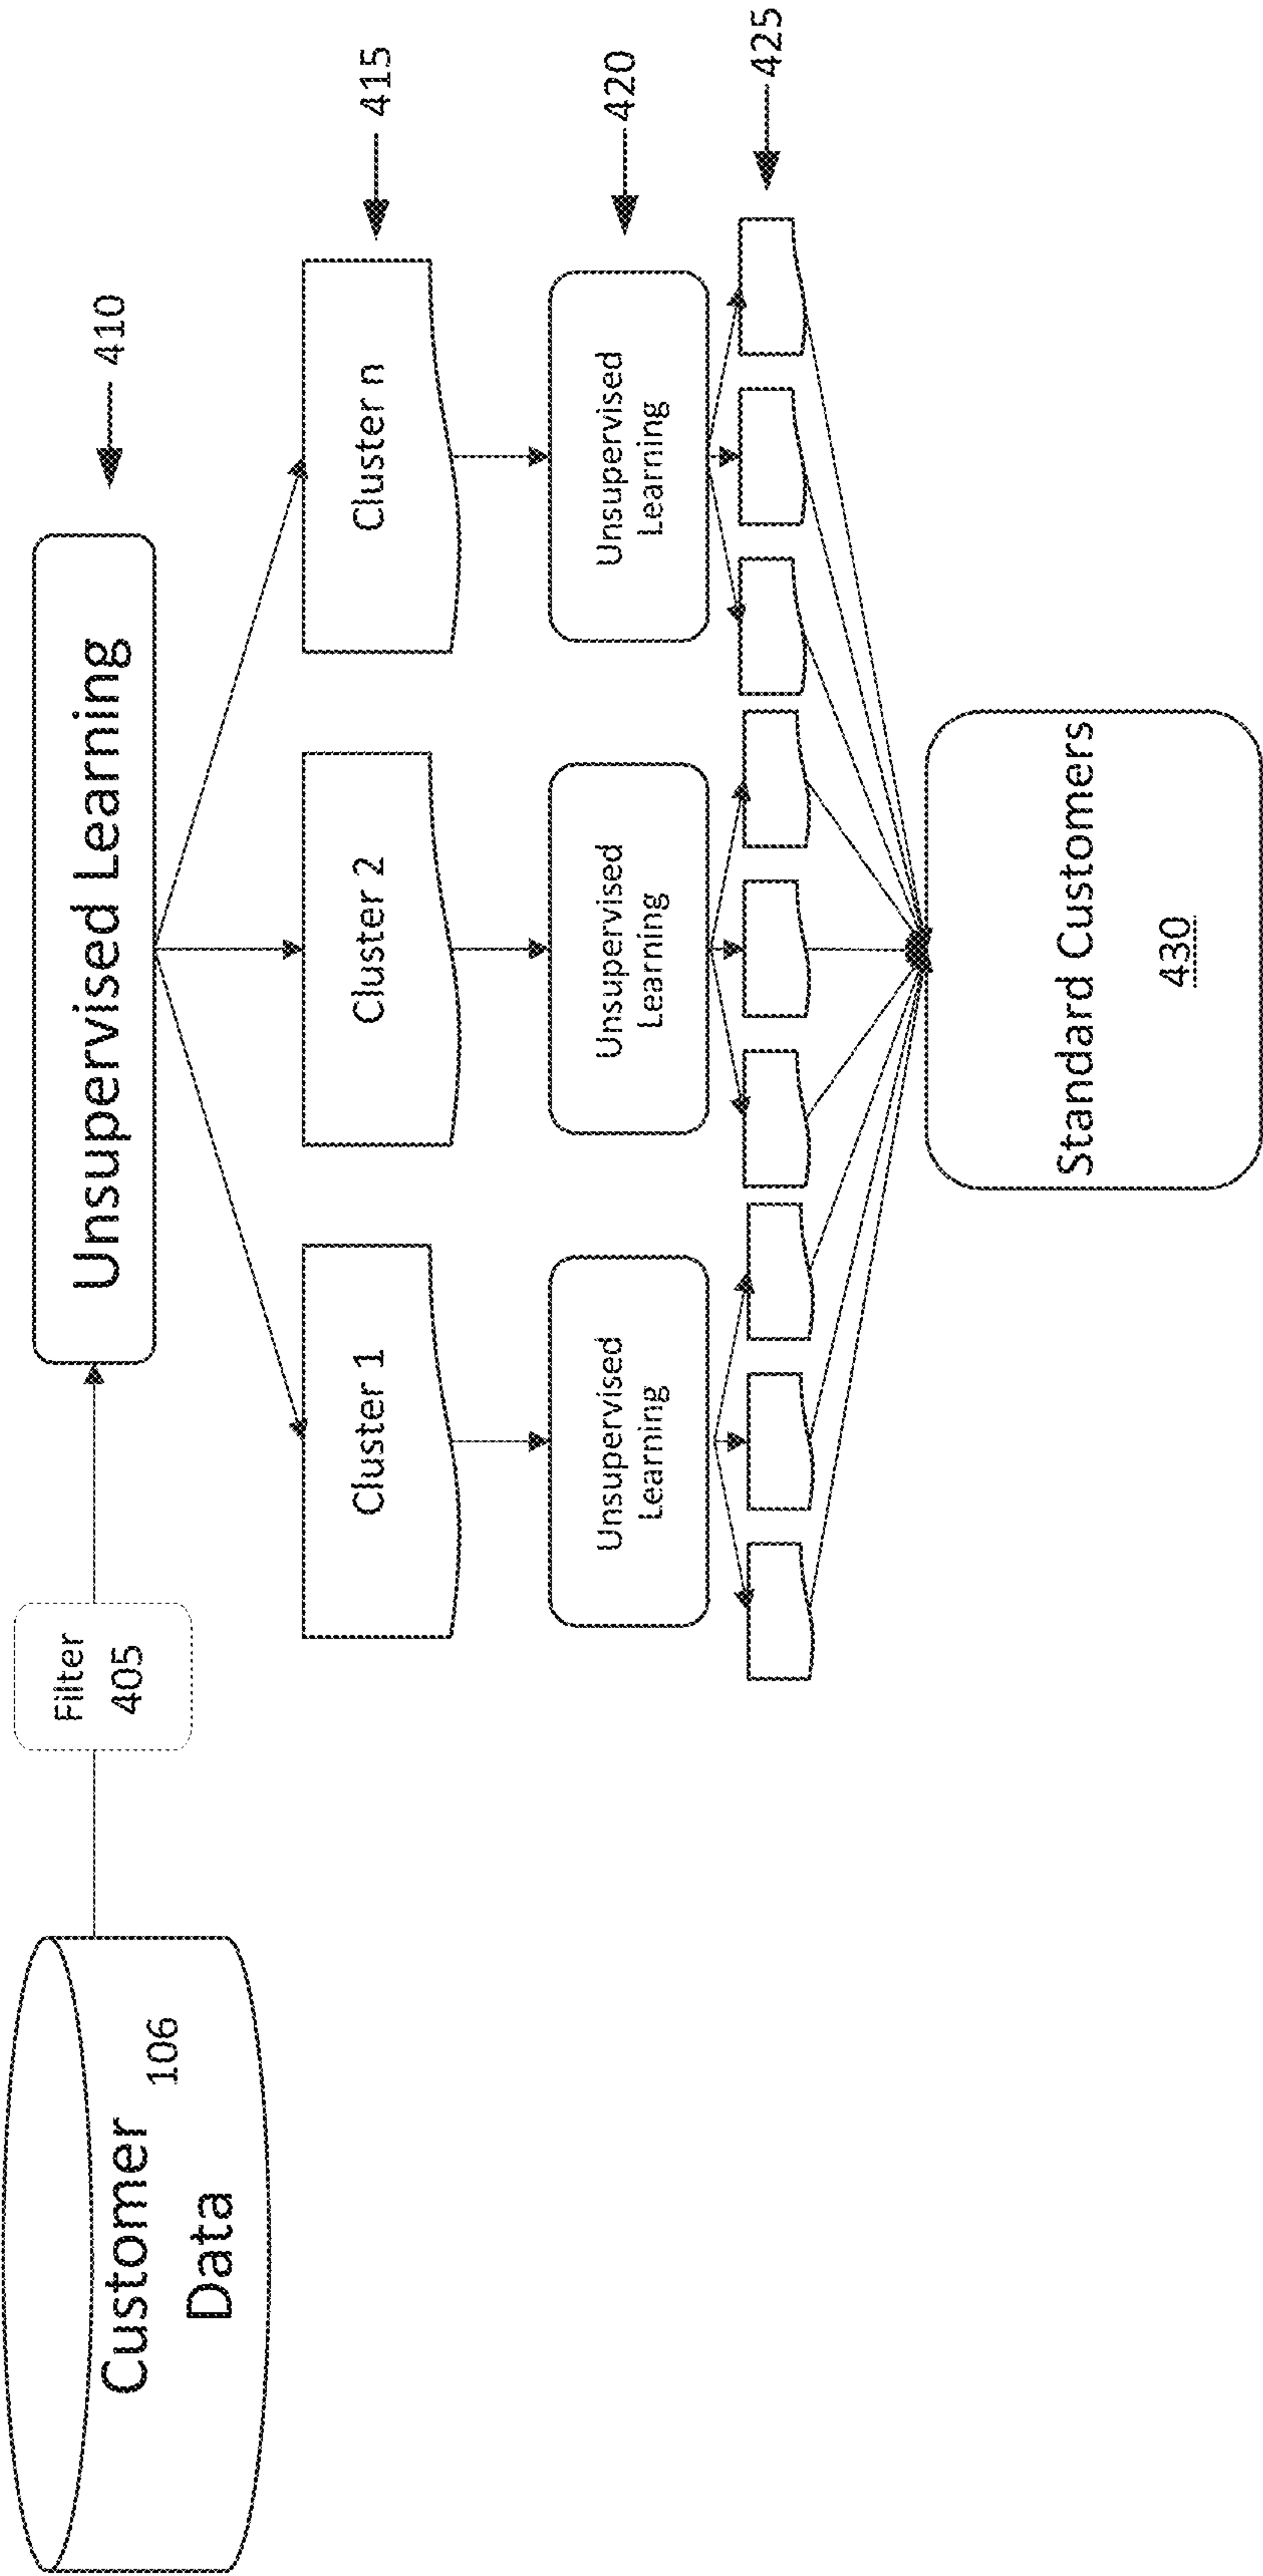 Customer
Data
106
Filter
405
Unsupervised Learning
410
Cluster 1
Cluster 2
Cluster n
415
Unsupervised
Learning
Unsupervised
Learning
Unsupervised
Learning
420
425
Standard Customers
430